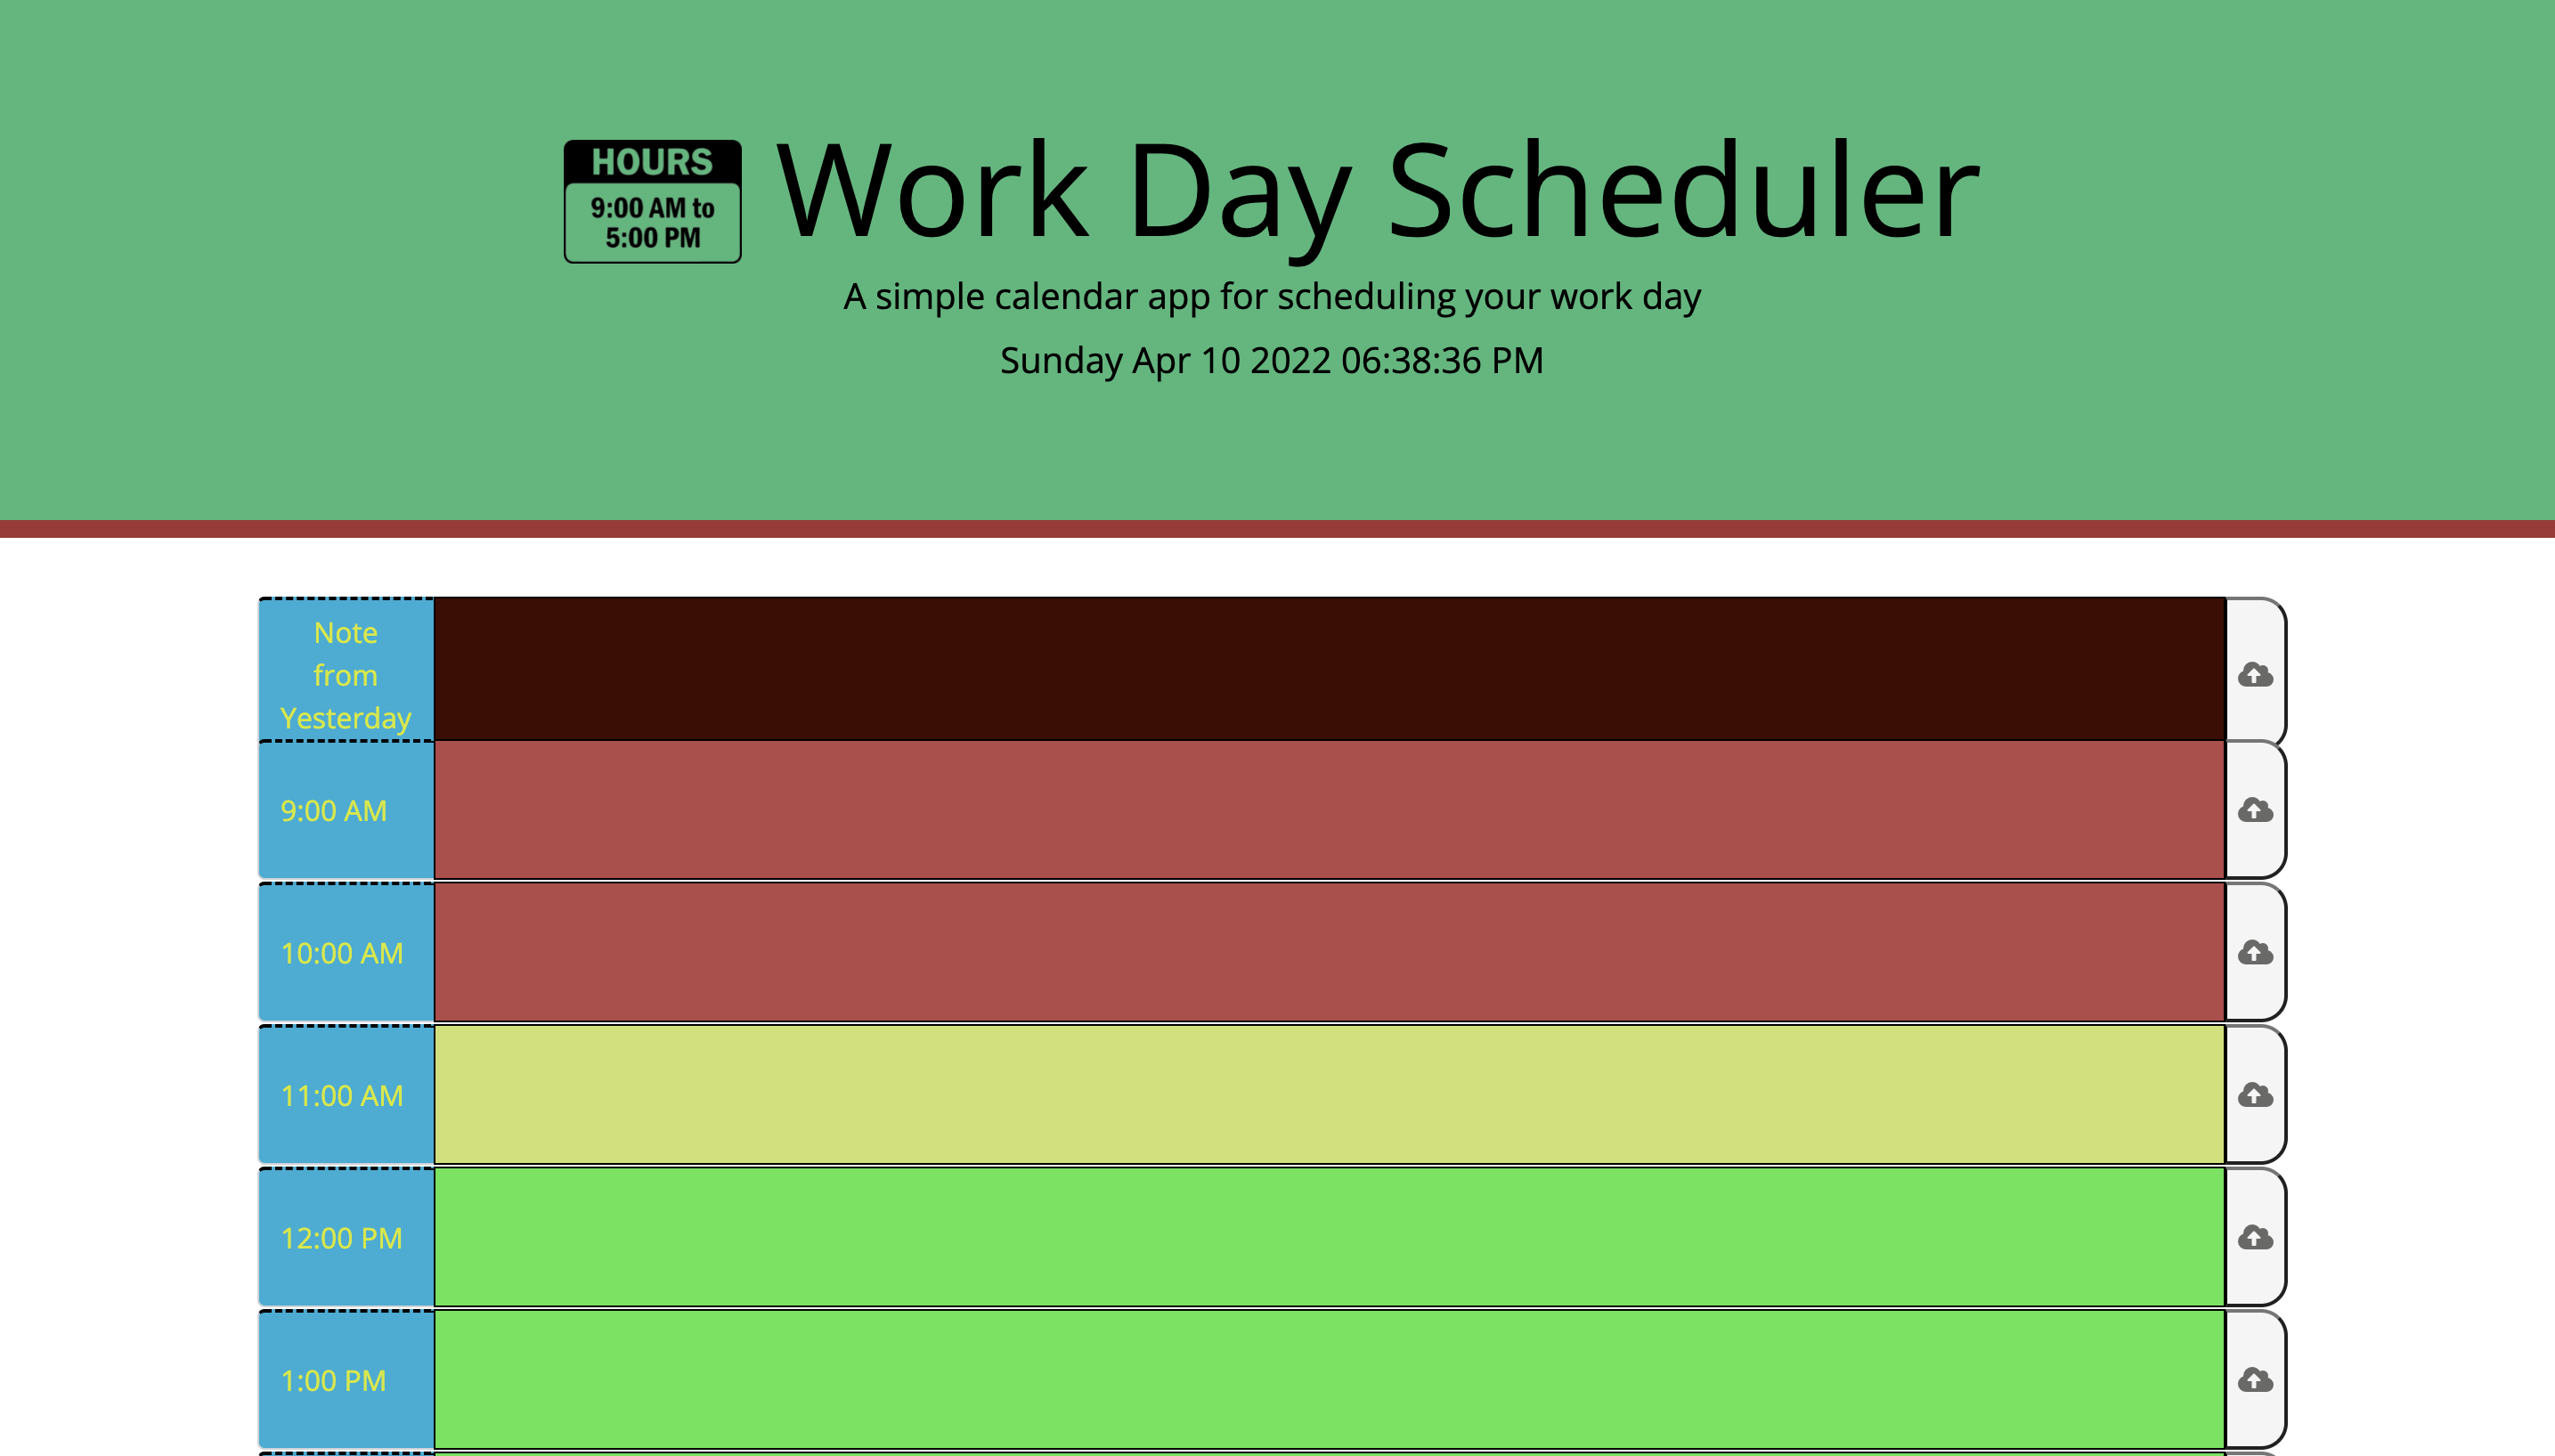 HOURS
9:00 AM to
5:00 PM
Work Day Scheduler
A simple calendar app for scheduling your work day
Sunday Apr 10 2022 06:38:36 PM
Note
from
Yesterday
9:00 AM
10:00 AM
11:00 AM
12:00 PM
1:00 PM